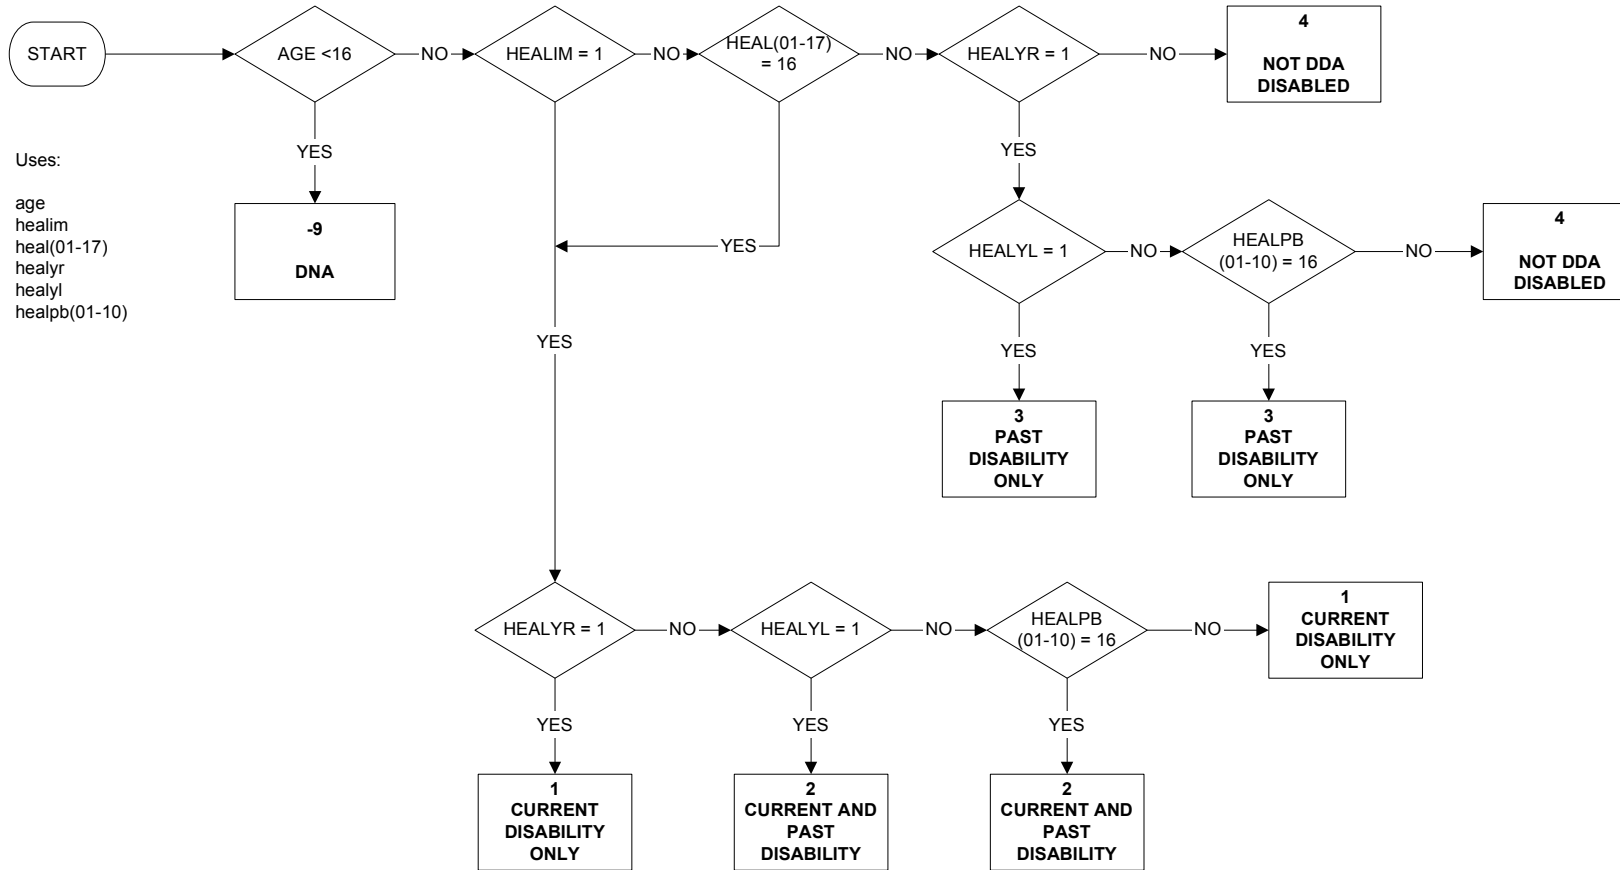 START
AGE <16
NO
HEALIM = 1
NO
HEAL(01-17)
= 16
NO
HEALYR = 1
NO
4
NOT DDA
DISABLED
YES
YES
Uses:
age
healim
heal(01-17)
healyr
healyl
healpb(01-10)
-9
DNA
YES
HEALYL = 1
NO
HEALPB
(01-10) = 16
NO
4
NOT DDA
DISABLED
YES
YES
YES
3
PAST
DISABILITY
ONLY
3
PAST
DISABILITY
ONLY
HEALYR = 1
NO
HEALYL = 1
NO
HEALPB
(01-10) = 16
NO
1
CURRENT
DISABILITY
ONLY
YES
YES
YES
1
CURRENT
DISABILITY
ONLY
2
CURRENT AND
PAST
DISABILITY
2
CURRENT AND
PAST
DISABILITY